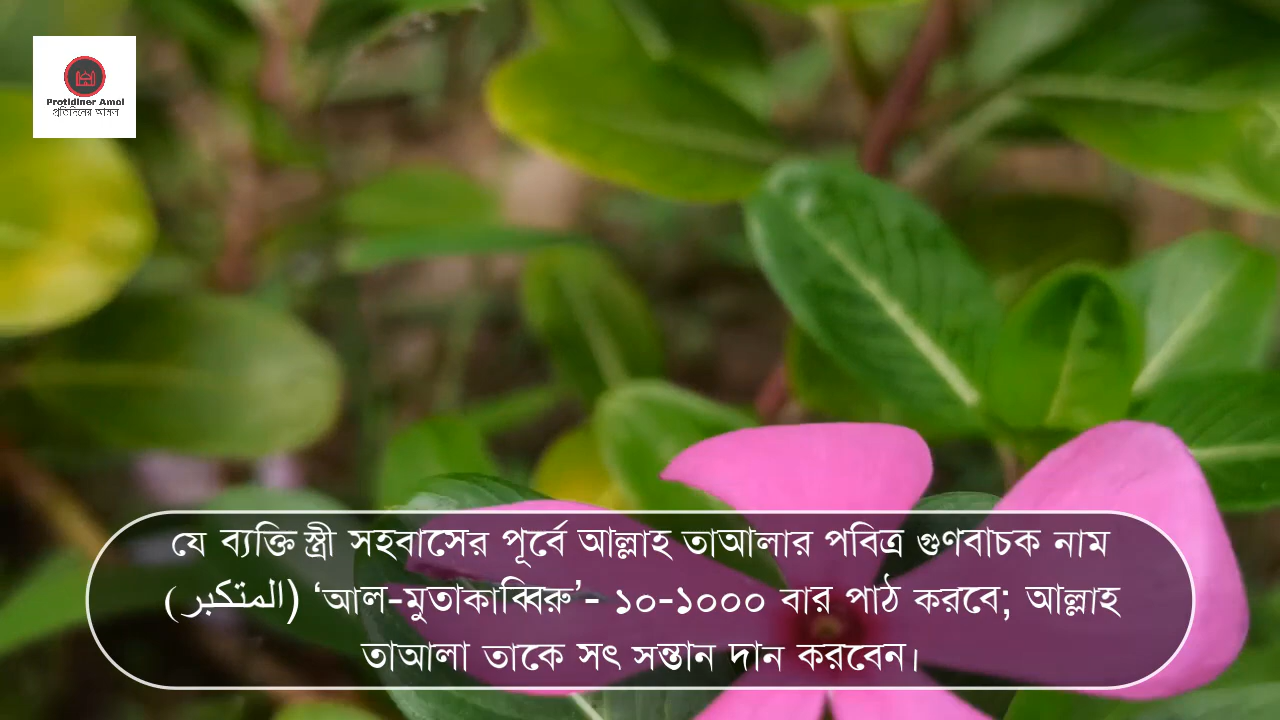 Protidiner Amol
প্রতিদিনের আমল
যে ব্যক্তি স্ত্রী সহবাসের পূর্বে আল্লাহ তাআলার পবিত্র গুণবাচক নাম
(المتكبر) ‘আল-মুতাকাব্বিরু’- ১০-১০০০ বার পাঠ করবে; আল্লাহ
তাআলা তাকে সৎ সন্তান দান করবেন।